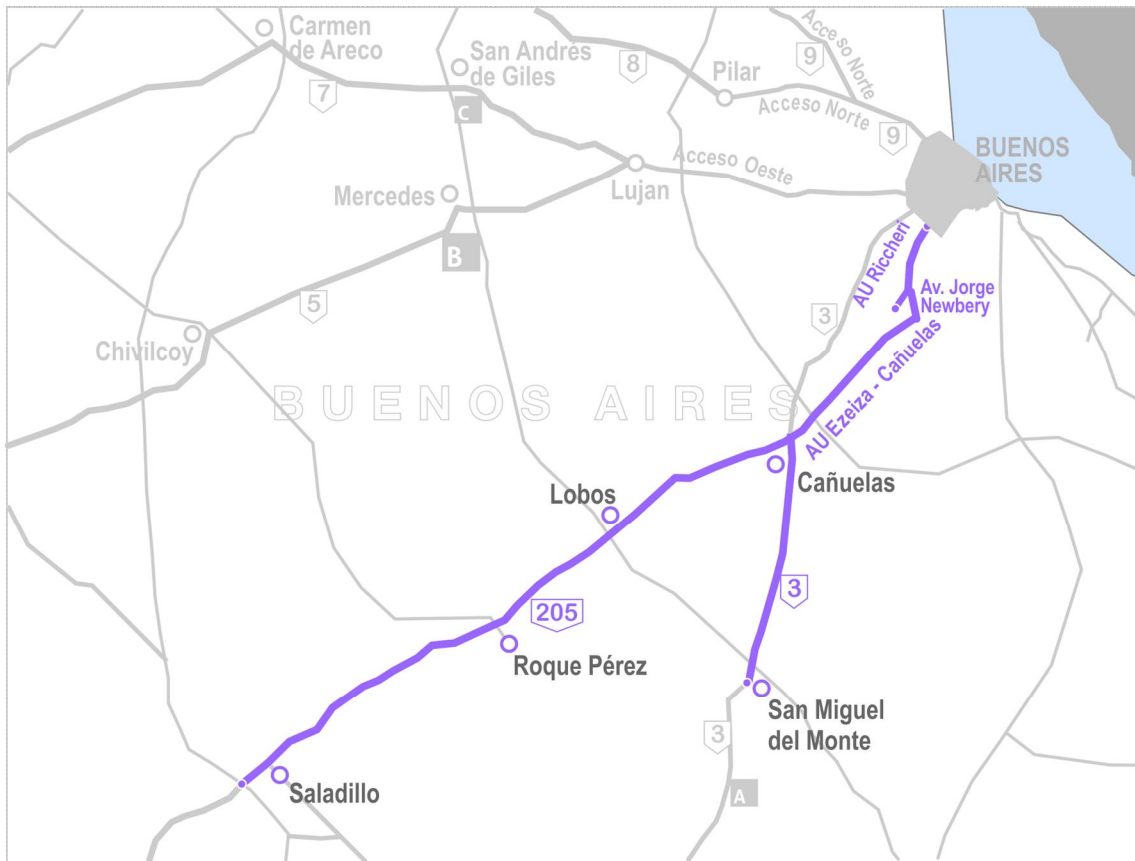 Carmen
de Areco
San Andrés
de Giles
8
Pilar
9
Acceso Norte
7
C
Acceso Norte
9
BUENOS
AIRES
Acceso Oeste
Mercedes
Lujan
B
AU Riccheri
Av. Jorge
Newbery
5
3
Chivilcoy
BUENOS AIRES
AU Ezeiza - Cañuelas
Cañuelas
Lobos
3
205
Roque Pérez
San Miguel
del Monte
3
A
Saladillo